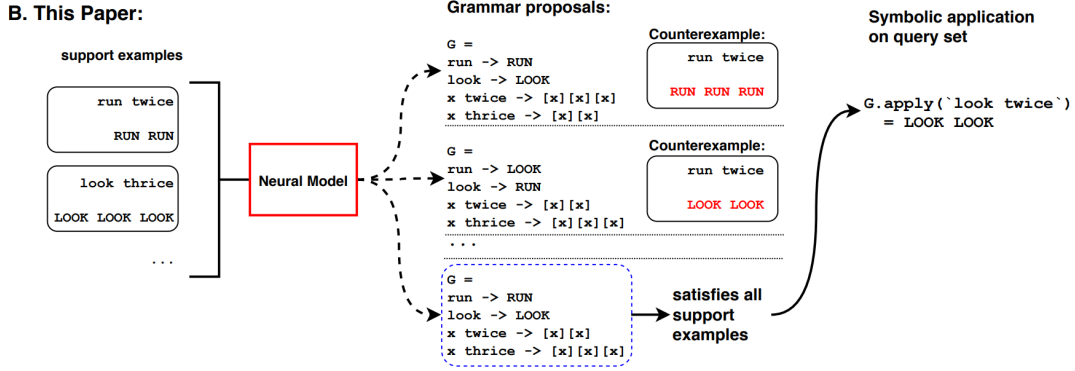 B. This Paper:
support examples
run twice
RUN RUN
look thrice
LOOK LOOK LOOK
...
Neural Model
Grammar proposals:
G =
run -> RUN
look -> LOOK
x twice -> [x][x][x]
x thrice -> [x][x]
Counterexample:
run twice
RUN RUN RUN
G =
run -> LOOK
look -> RUN
x twice -> [x][x]
x thrice -> [x][x][x]
Counterexample:
run twice
LOOK LOOK
...
G =
run -> RUN
look -> LOOK
x twice -> [x][x]
x thrice -> [x][x][x]
satisfies all
support
examples
Symbolic application
on query set
G.apply(`look twice`)
= LOOK LOOK